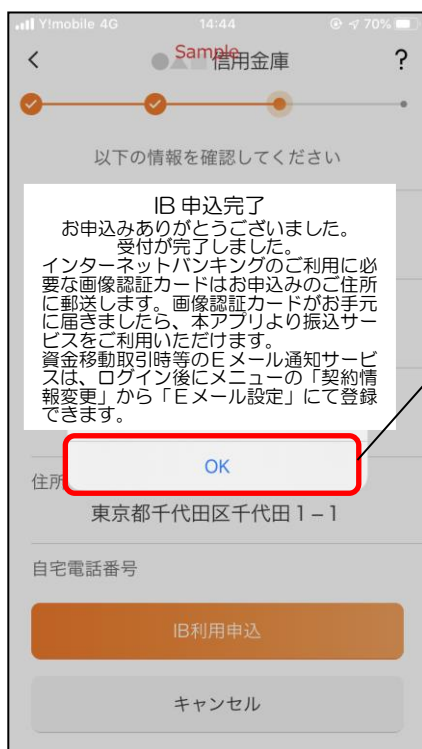 Y!mobile 4G 14:44 70%
Sample
●▲■信用金庫 ?
以下の情報を確認してください
IB 申込完了
お申込みありがとうございました。
受付が完了しました。
インターネットバンキングのご利用に必
要な画像認証カードはお申込みのご住所
に郵送します。画像認証カードがお手元
に届きましたら、本アプリより振込サー
ビスをご利用いただけます。
資金移動取引時等のEメール通知サービ
スは、ログイン後にメニューの「契約情
報変更」から「Eメール設定」にて登録
できます。
OK
住所
東京都千代田区千代田1－1
自宅電話番号
IB利用申込
キャンセル